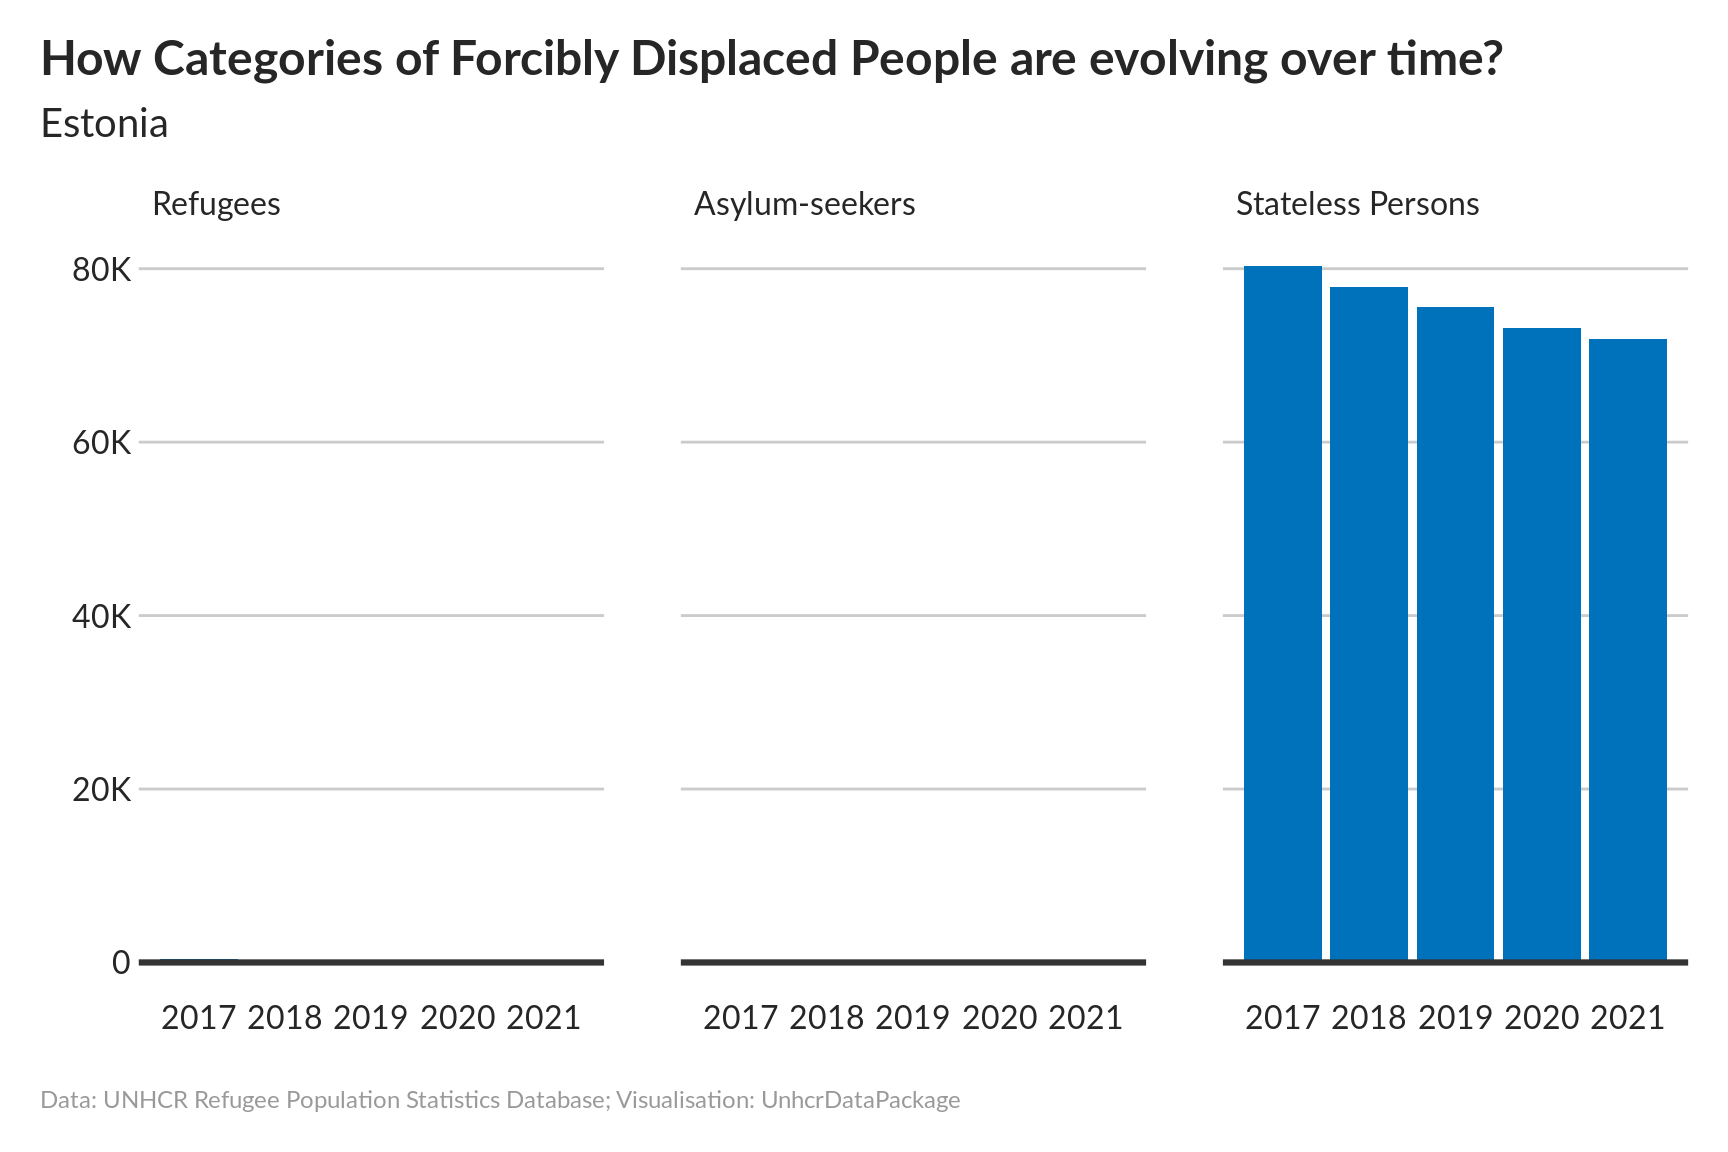 How Categories of Forcibly Displaced People are evolving over time?
Estonia
Refugees
Asylum-seekers
Stateless Persons
80K
60K
40K
20K
0
2017 2018 2019 2020 2021
2017 2018 2019 2020 2021
2017 2018 2019 2020 2021
Data: UNHCR Refugee Population Statistics Database; Visualisation: UnhcrDataPackage